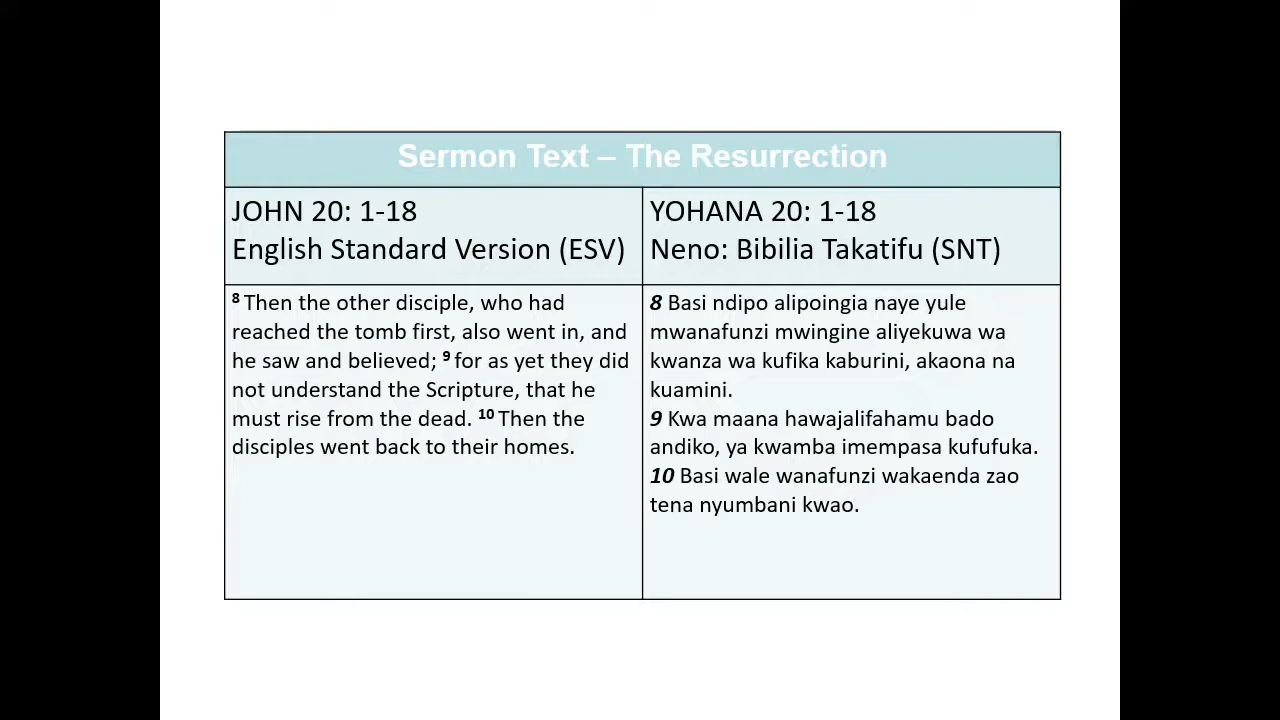 Sermon Text – The Resurrection
JOHN 20: 1-18
English Standard Version (ESV)
YOHANA 20: 1-18
Neno: Bibilia Takatifu (SNT)
8 Then the other disciple, who had
reached the tomb first, also went in, and
he saw and believed; 9 for as yet they did
not understand the Scripture, that he
must rise from the dead. 10 Then the
disciples went back to their homes.
8 Basi ndipo alipoingia naye yule
mwanafunzi mwingine aliyekuwa wa
kwanza wa kufika kaburini, akaona na
kuamini.
9 Kwa maana hawajalifahamu bado
andiko, ya kwamba imempasa kufufuka.
10 Basi wale wanafunzi wakaenda zao
tena nyumbani kwao.